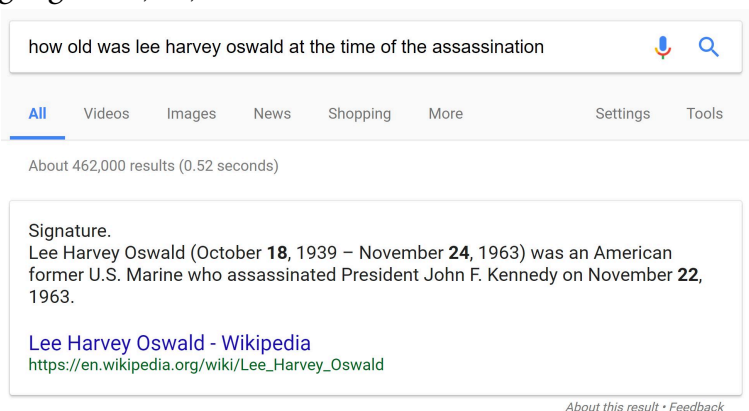 how old was lee harvey oswald at the time of the assassination
All Videos Images News Shopping More Settings Tools
About 462,000 results (0.52 seconds)
Signature.
Lee Harvey Oswald (October 18, 1939 – November 24, 1963) was an American
former U.S. Marine who assassinated President John F. Kennedy on November 22,
1963.
Lee Harvey Oswald - Wikipedia
https://en.wikipedia.org/wiki/Lee_Harvey_Oswald
About this result • Feedback